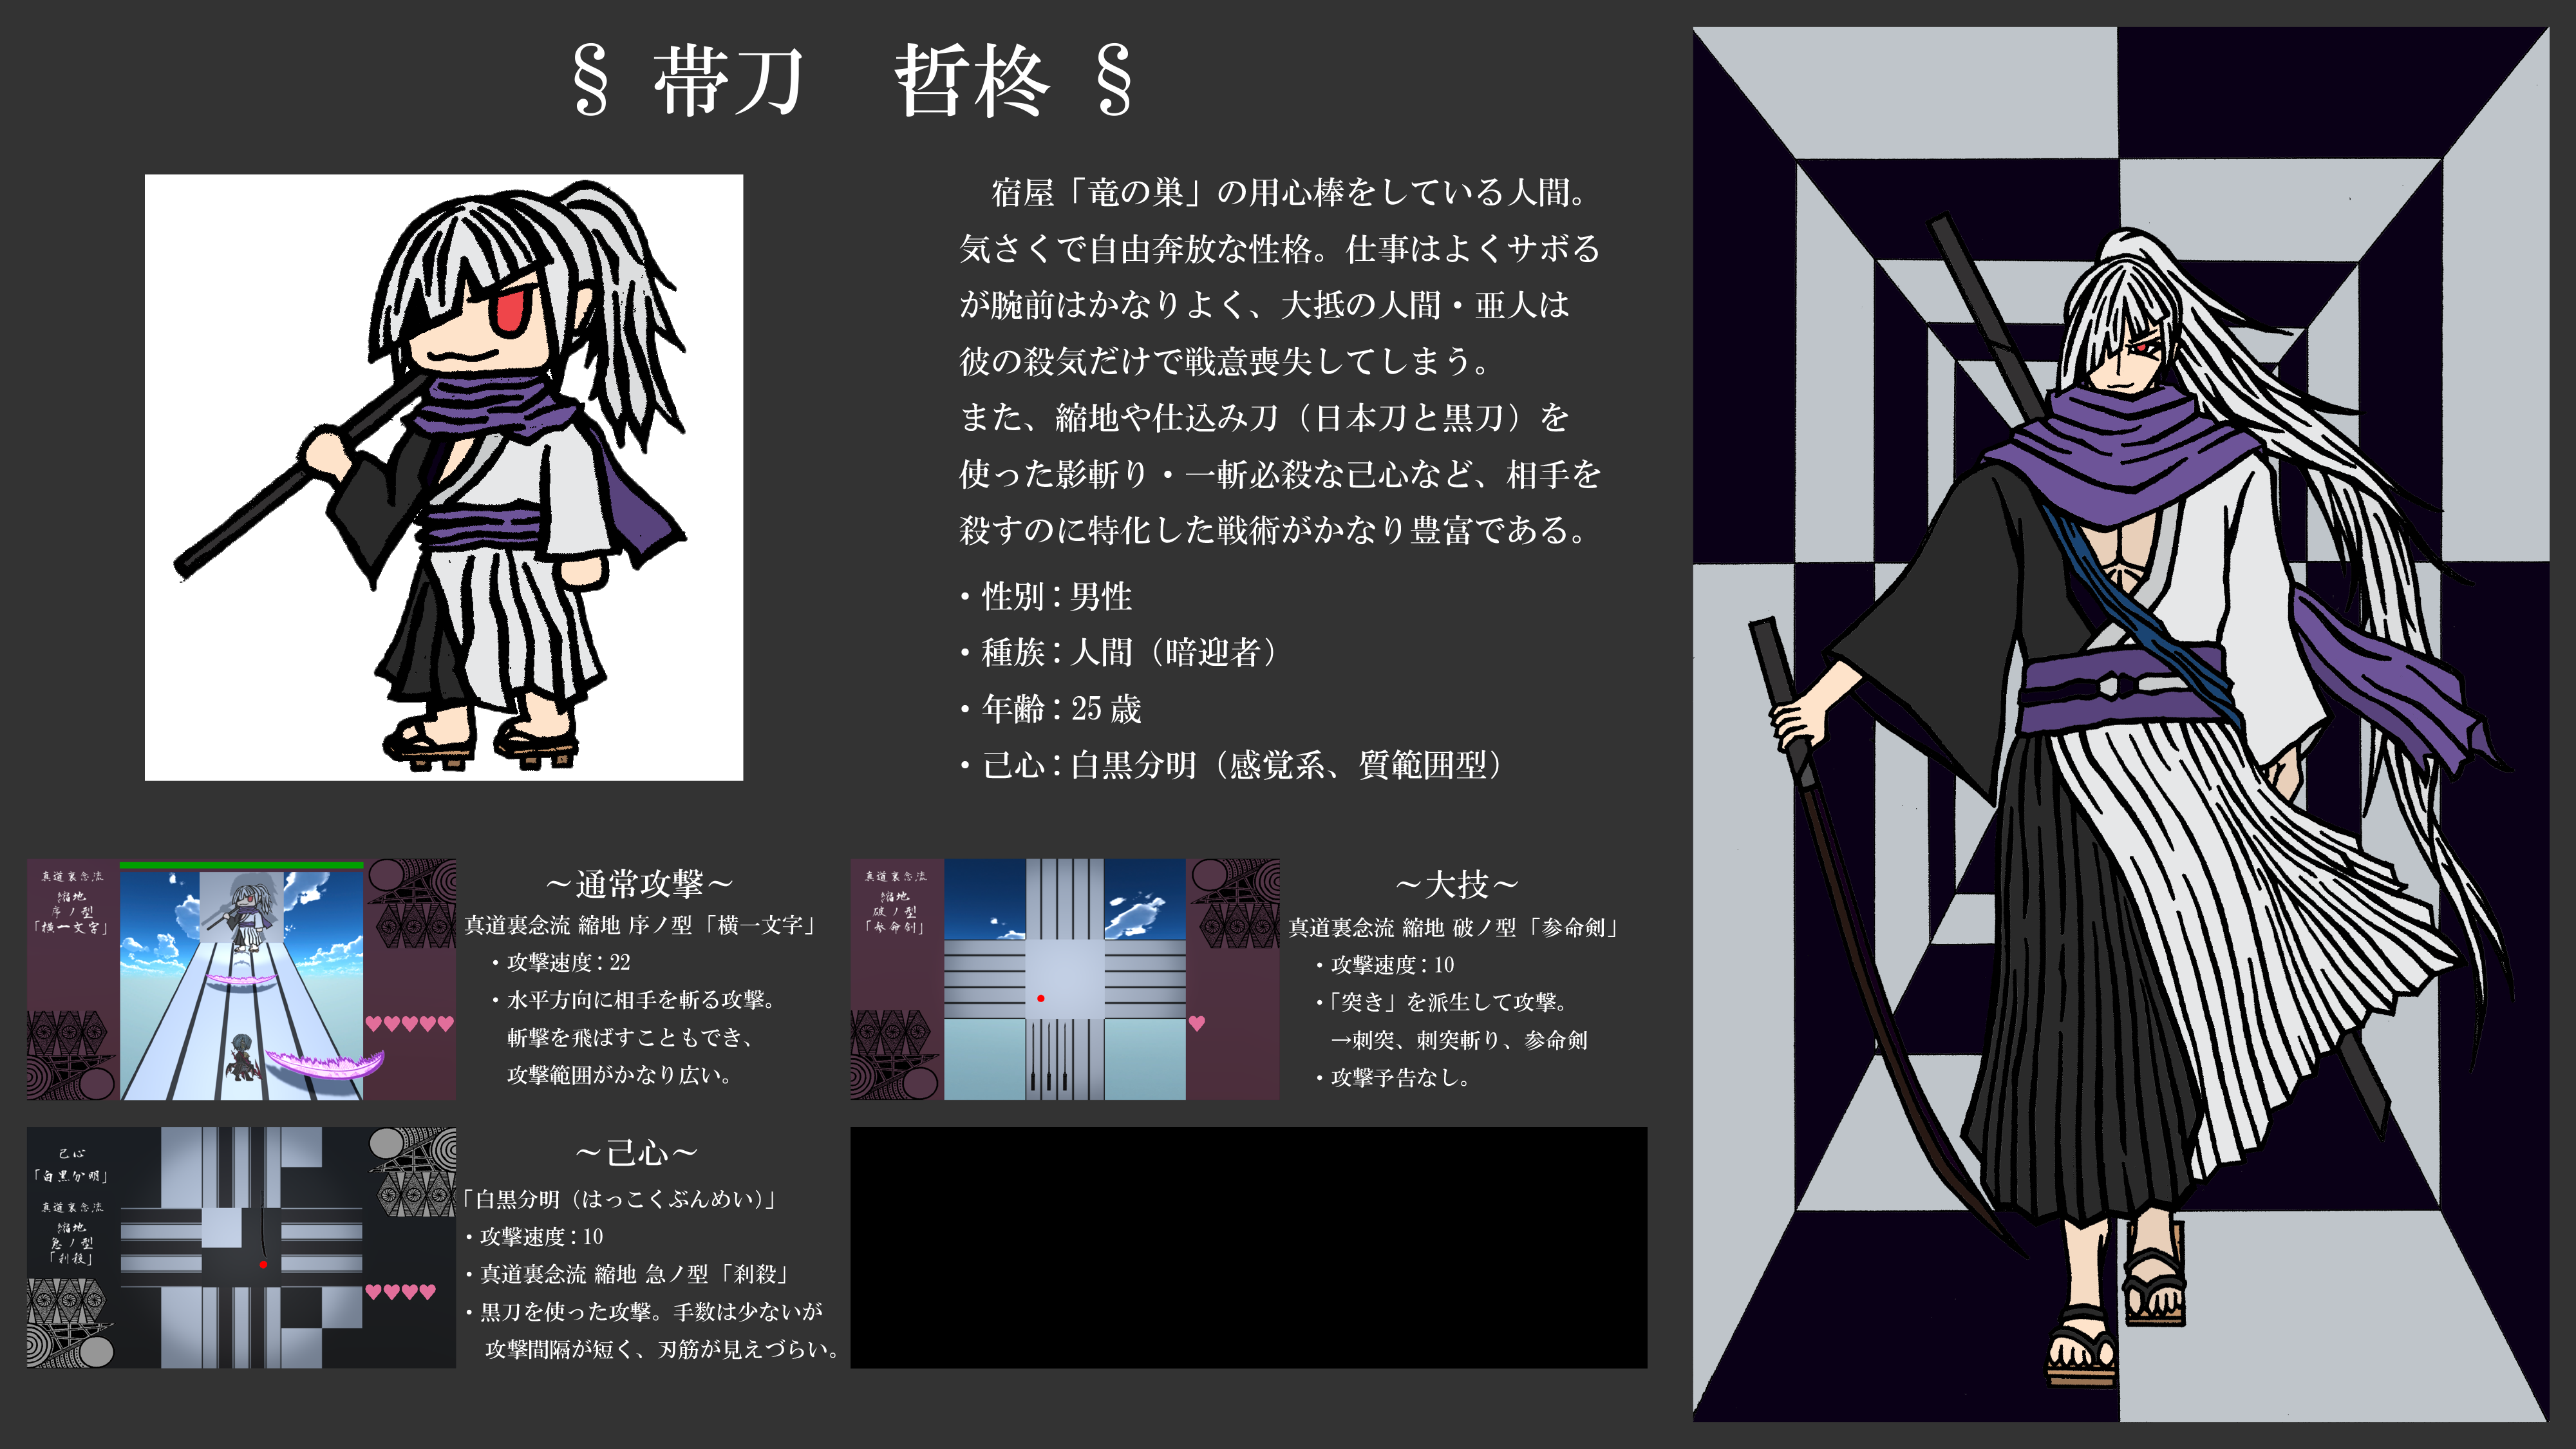 § 帯刀　哲柊 §
宿屋「竜の巣」の用心棒をしている人間。
気さくで自由奔放な性格。仕事はよくサボる
が腕前はかなりよく、大抵の人間・亜人は
彼の殺気だけで戦意喪失してしまう。
また、縮地や仕込み刀（日本刀と黒刀）を
使った影斬り・一斬必殺な己心など、相手を
殺すのに特化した戦術がかなり豊富である。
・性別：男性
・種族：人間（暗迎者）
・年齢：25 歳
・己心：白黒分明（感覚系、質範囲型）
真道裏念流
縮地
序ノ型
「横一文字」
～通常攻撃～
真道裏念流 縮地 序ノ型「横一文字」
・攻撃速度：22
・水平方向に相手を斬る攻撃。
斬撃を飛ばすこともでき、
攻撃範囲がかなり広い。
真道裏念流
縮地
破ノ型
「参命剣」
～大技～
真道裏念流 縮地 破ノ型「参命剣」
・攻撃速度：10
・「突き」を派生して攻撃。
→刺突、刺突斬り、参命剣
・攻撃予告なし。
己心
「白黒分明」
真道裏念流
縮地
急ノ型
「刹殺」
～己心～
「白黒分明（はっこくぶんめい）」
・攻撃速度：10
・真道裏念流 縮地 急ノ型「刹殺」
・黒刀を使った攻撃。手数は少ないが
攻撃間隔が短く、刃筋が見えづらい。